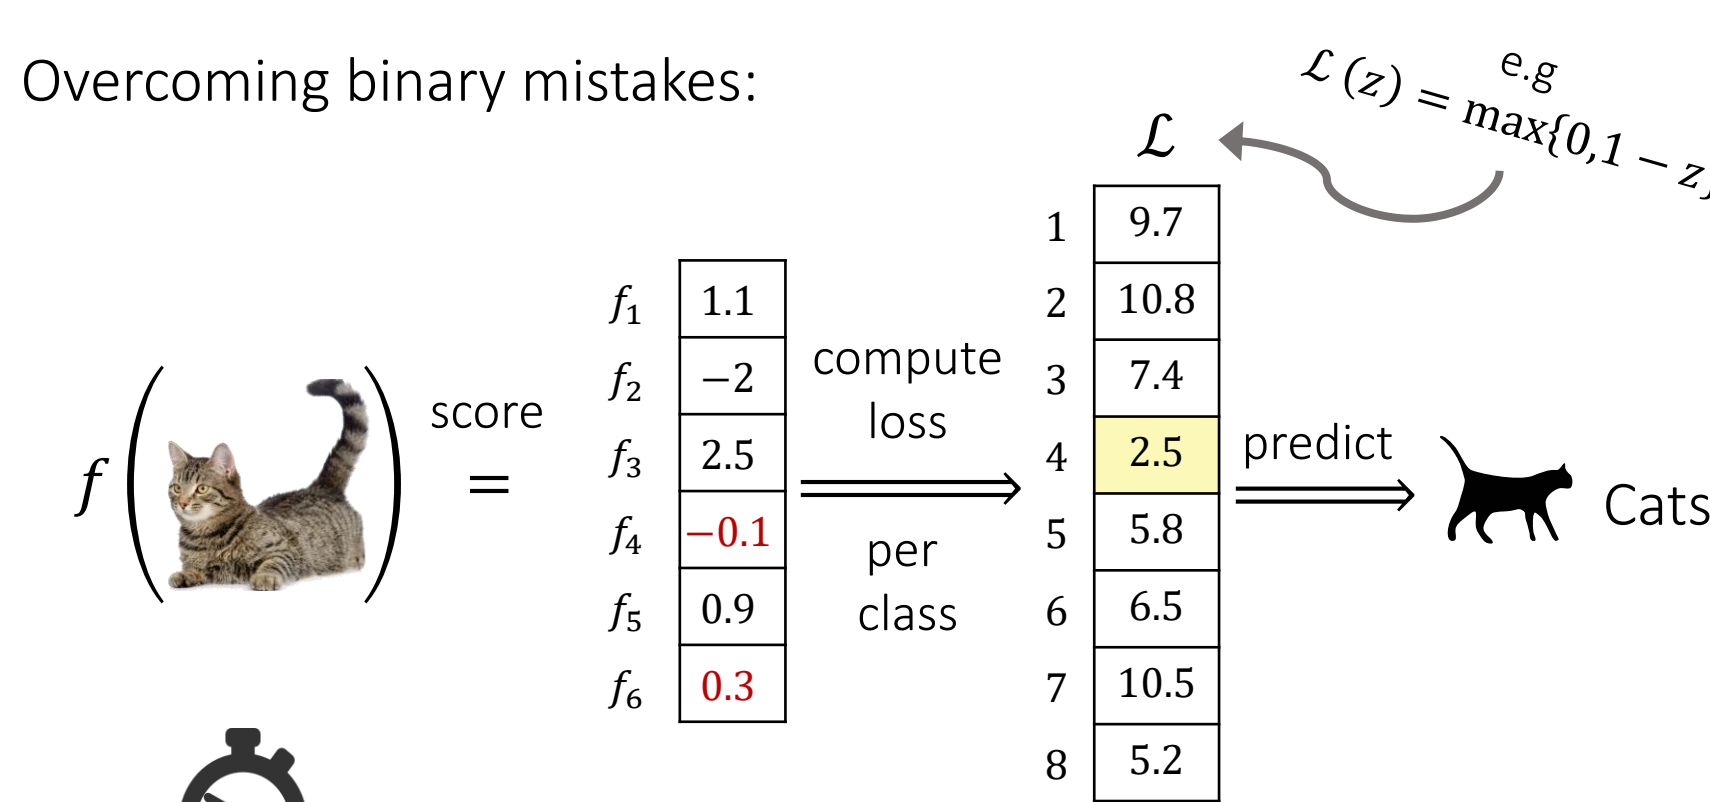 Overcoming binary mistakes:
e.g
ℒ (z) = max{0,1 − z}
ℒ
1 9.7
2 10.8
3 7.4
4 2.5
5 5.8
6 6.5
7 10.5
8 5.2
f₁ 1.1
f₂ −2
f₃ 2.5
f₄ −0.1
f₅ 0.9
f₆ 0.3
f
score
=
compute
loss
per
class
predict
Cats